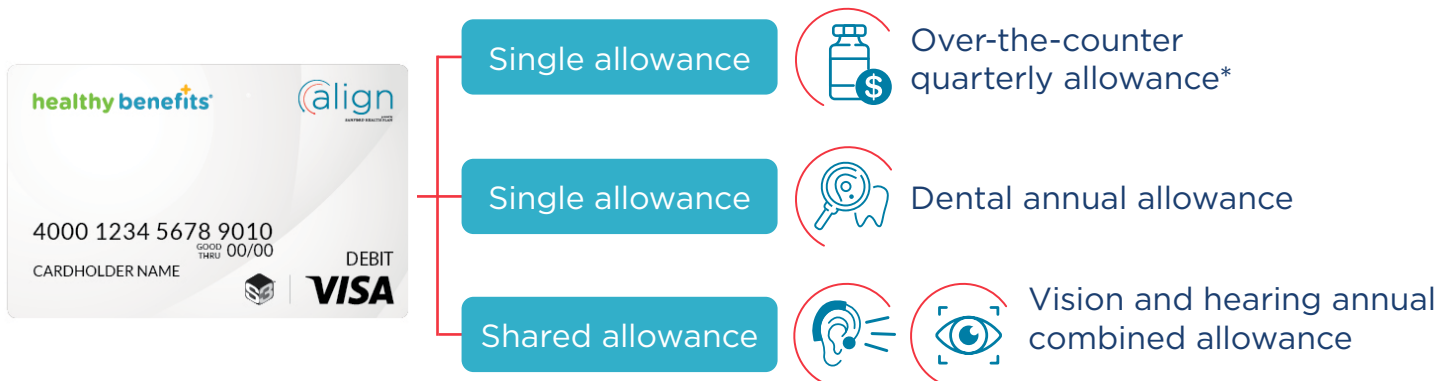 healthy benefits
align
4000 1234 5678 9010
GOOD
THRU 00/00
CARDHOLDER NAME
DEBIT
VISA
Single allowance
$
Over-the-counter
quarterly allowance*
Single allowance
Dental annual allowance
Shared allowance
Vision and hearing annual
combined allowance